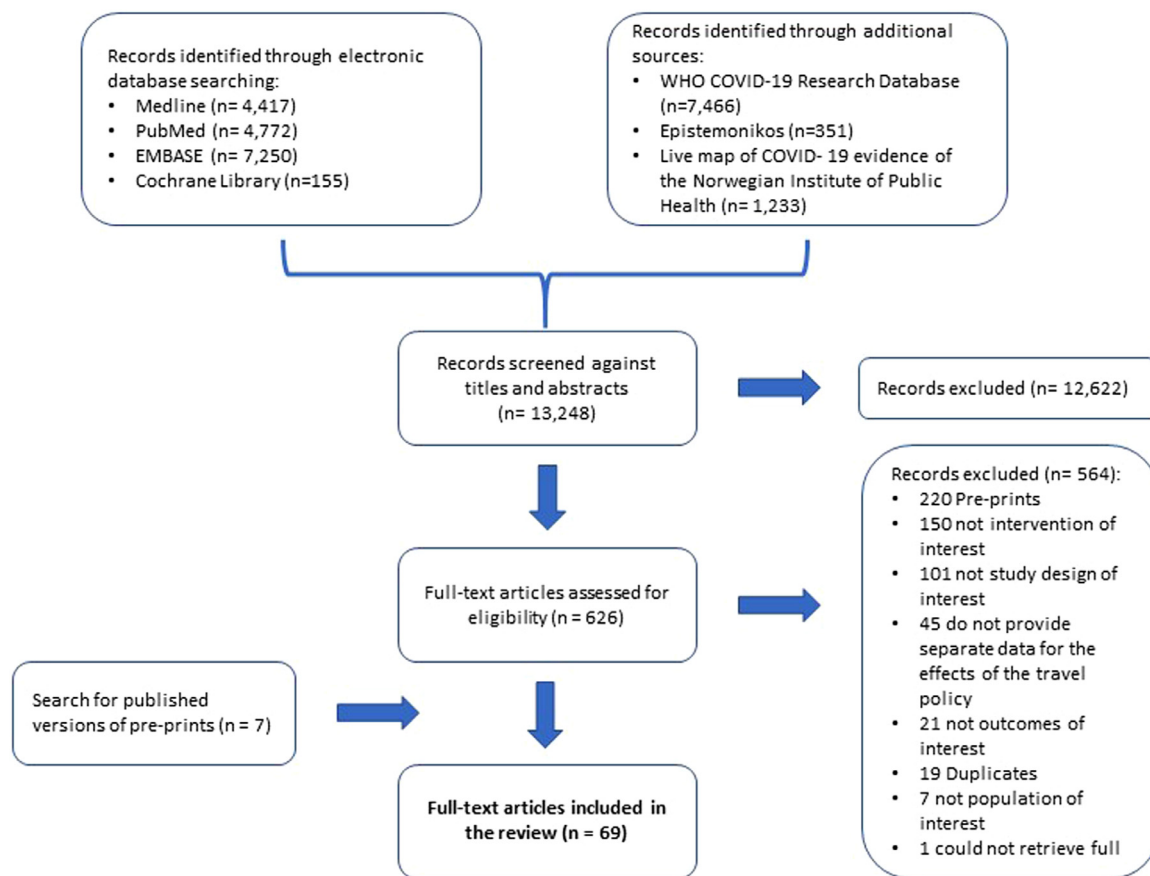 Records identified through electronic
database searching:
• Medline (n= 4,417)
• PubMed (n= 4,772)
• EMBASE (n= 7,250)
• Cochrane Library (n=155)
Records identified through additional
sources:
• WHO COVID-19 Research Database
(n=7,466)
• Epistemonikos (n=351)
• Live map of COVID- 19 evidence of
the Norwegian Institute of Public
Health (n= 1,233)
Records screened against
titles and abstracts
(n= 13,248)
Records excluded (n= 12,622)
Full-text articles assessed for
eligibility (n = 626)
Records excluded (n= 564):
• 220 Pre-prints
• 150 not intervention of
interest
• 101 not study design of
interest
• 45 do not provide
separate data for the
effects of the travel
policy
• 21 not outcomes of
interest
• 19 Duplicates
• 7 not population of
interest
• 1 could not retrieve full
Search for published
versions of pre-prints (n = 7)
Full-text articles included in
the review (n = 69)